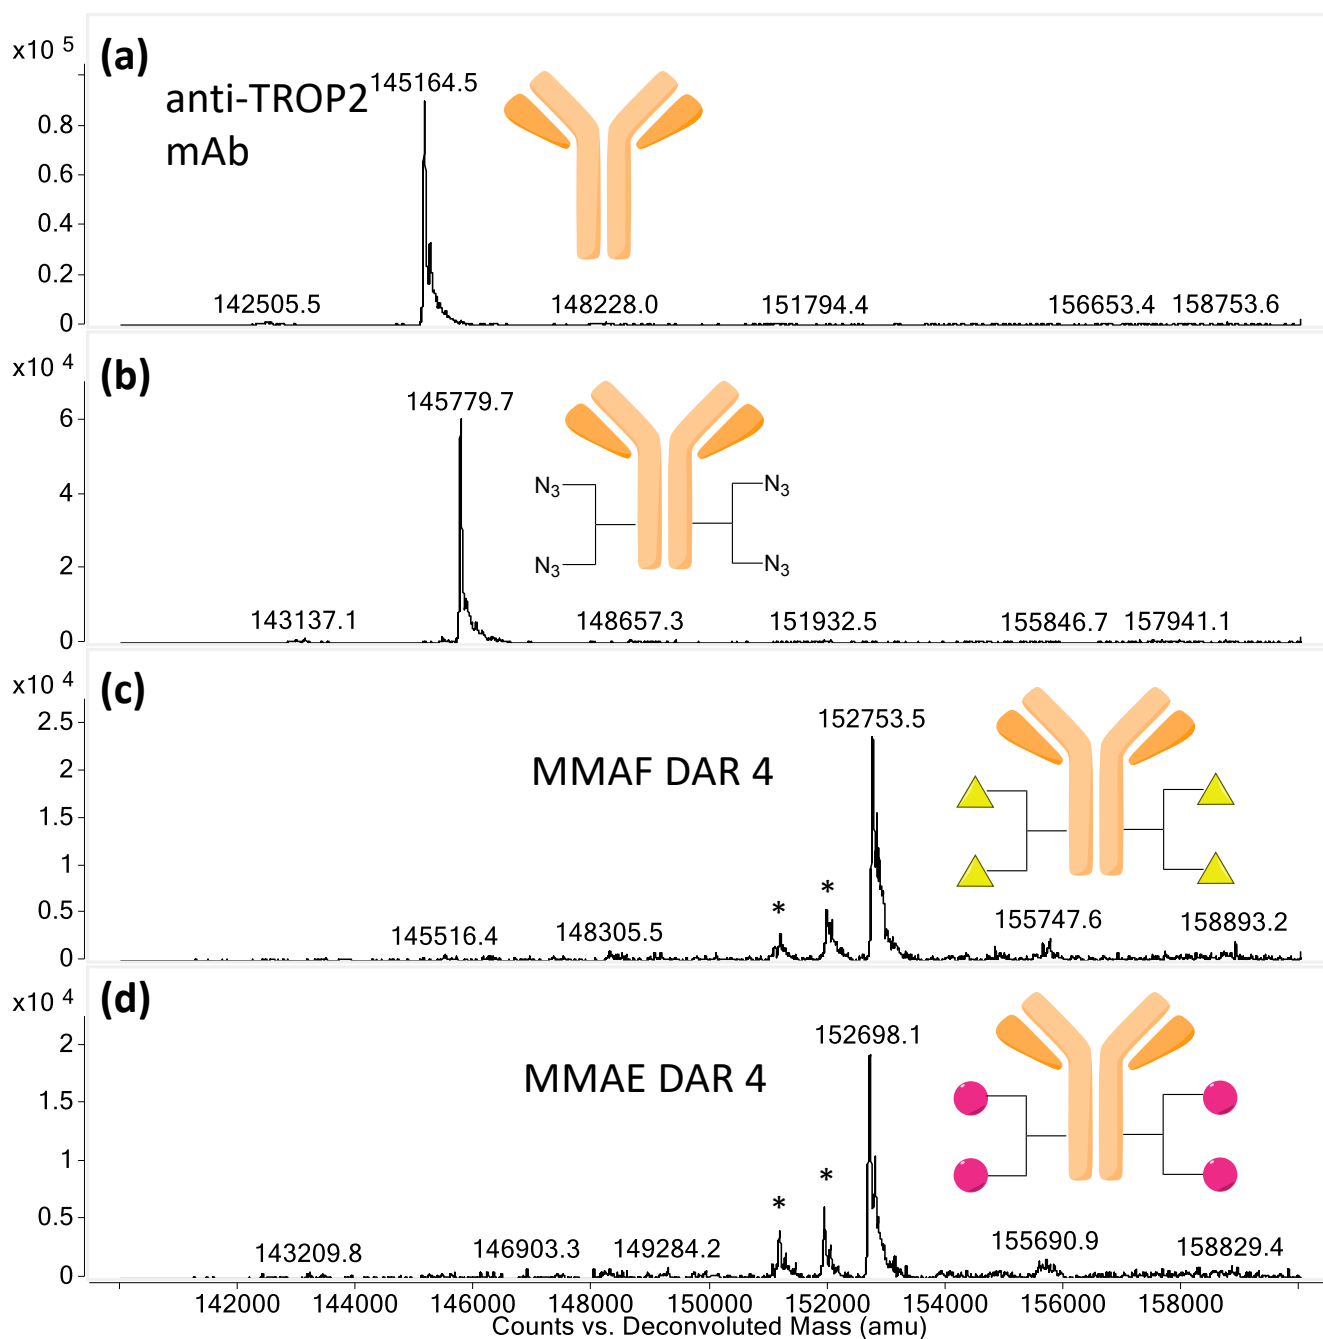 (a)
x10 5
anti-TROP2
mAb
145164.5
0.8
0.6
0.4
0.2
0
142505.5 148228.0 151794.4 156653.4 158753.6
(b)
x10 4
145779.7
6
4
2
0
N3 N3
N3 N3
143137.1 148657.3 151932.5 155846.7 157941.1
(c)
x10 4
152753.5
MMAF DAR 4
2.5
2
1.5
1
0.5
0
* *
145516.4 148305.5 155747.6 158893.2
(d)
x10 4
152698.1
MMAE DAR 4
2
1.5
1
0.5
0
* *
143209.8 146903.3 149284.2 155690.9 158829.4
142000 144000 146000 148000 150000 152000 154000 156000 158000
Counts vs. Deconvoluted Mass (amu)